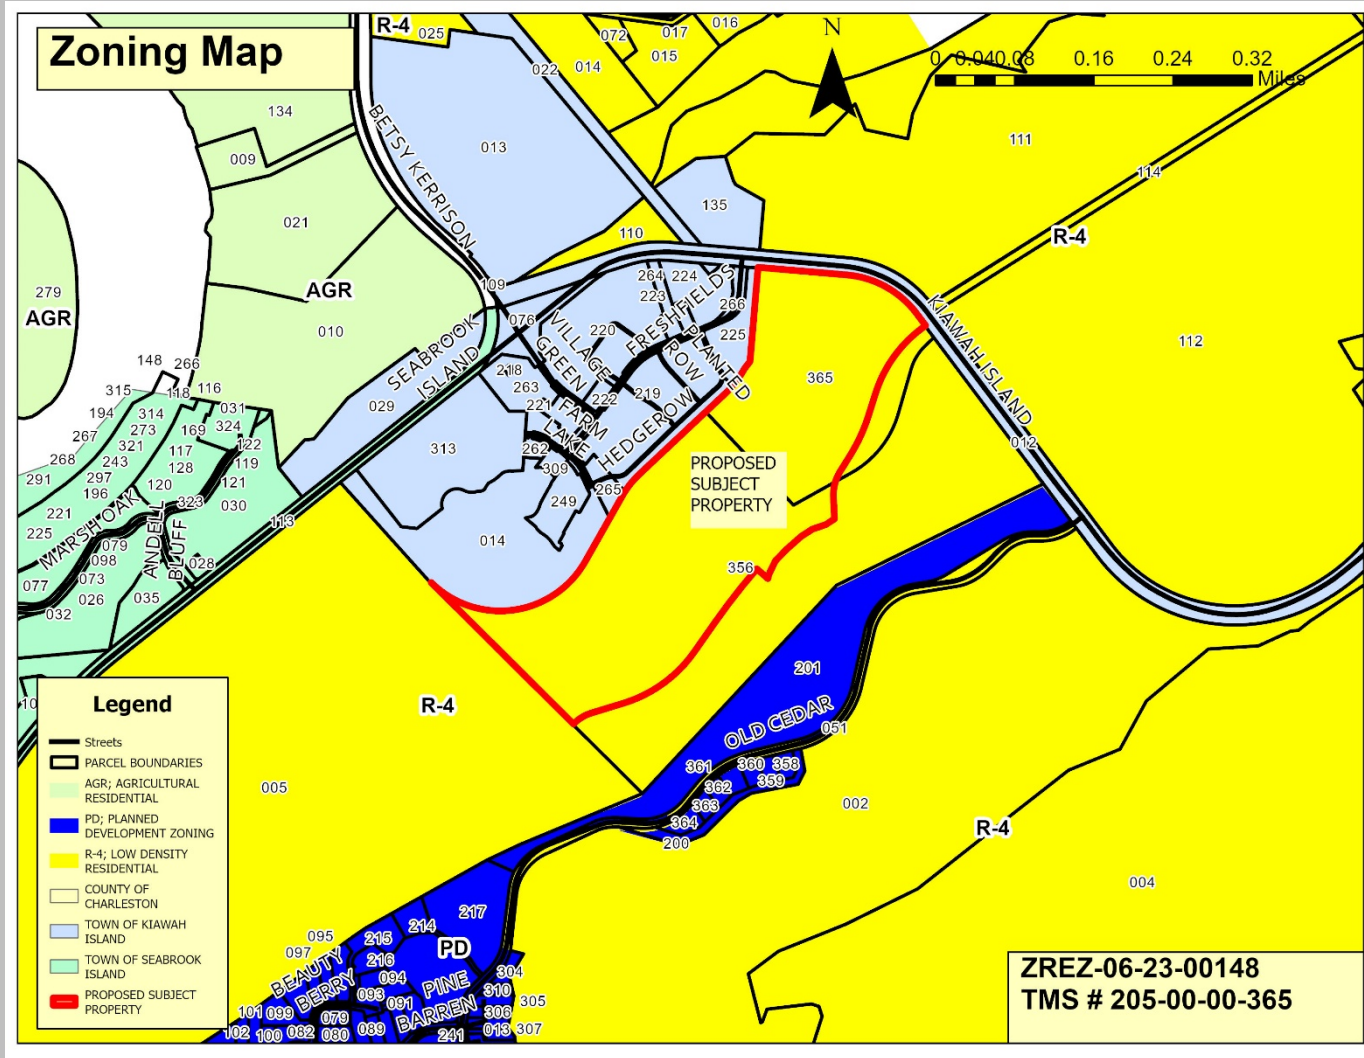 Zoning Map
R-4
025
072
017
016
015
014
022
N
0 0.04 0.08 0.16 0.24 0.32
Miles
134
009
013
111
114
021
BETSY KERRISON
135
R-4
110
279
AGR
AGR
010
109
264
224
223
FRESHFIELDS
266
225
KIAWAH ISLAND
112
076
VILLAGE
GREEN
220
PLANTED
ROW
SEABROOK
ISLAND
029
148
266
315
118
116
031
194
314
324
273
169
267
321
122
268
243
117
119
291
297
128
121
196
120
030
221
323
225
MARSH OAK
079
098
ANDELL
BLUFF
028
077
073
026
035
032
113
10
218
263
221
222
219
FARM
LAKE
HEDGEROW
262
309
265
249
313
014
365
PROPOSED
SUBJECT
PROPERTY
356
012
201
OLD CEDAR
051
361
360
358
362
359
363
364
200
002
R-4
R-4
004
005
Legend
Streets
PARCEL BOUNDARIES
AGR; AGRICULTURAL
RESIDENTIAL
PD; PLANNED
DEVELOPMENT ZONING
R-4; LOW DENSITY
RESIDENTIAL
COUNTY OF
CHARLESTON
TOWN OF KIAWAH
ISLAND
TOWN OF SEABROOK
ISLAND
PROPOSED SUBJECT
PROPERTY
217
214
215
095
097
216
PD
BEAUTY
BERRY
094
PINE
BARREN
093
091
304
310
305
306
013
307
101
099
079
102
100
082
080
089
241
ZREZ-06-23-00148
TMS # 205-00-00-365